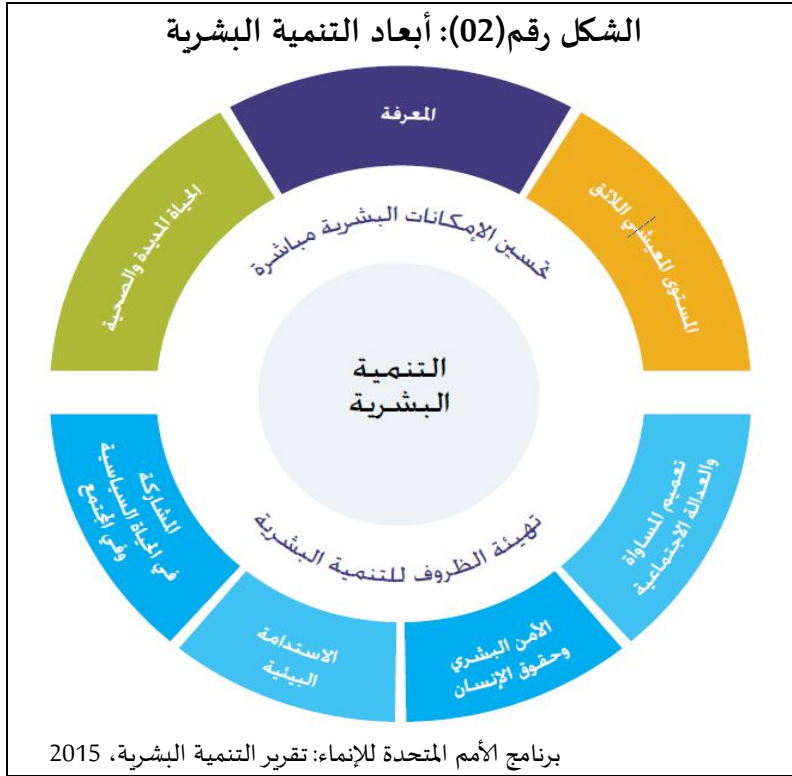 الشكل رقم(02): أبعاد التنمية البشرية
المعرفة
المستوى المعيشي اللائق
الحياة المديدة والصحية
تحسين الإمكانات البشرية مباشرة
التنمية
البشرية
تهيئة الظروف للتنمية البشرية
تعميم المساواة
والعدالة الاجتماعية
الأمن البشري
وحقوق الإنسان
الاستدامة
البيئية
المشاركة
في الحياة السياسية
وفي المجتمع
برنامج الأمم المتحدة للإنماء: تقرير التنمية البشرية، 2015